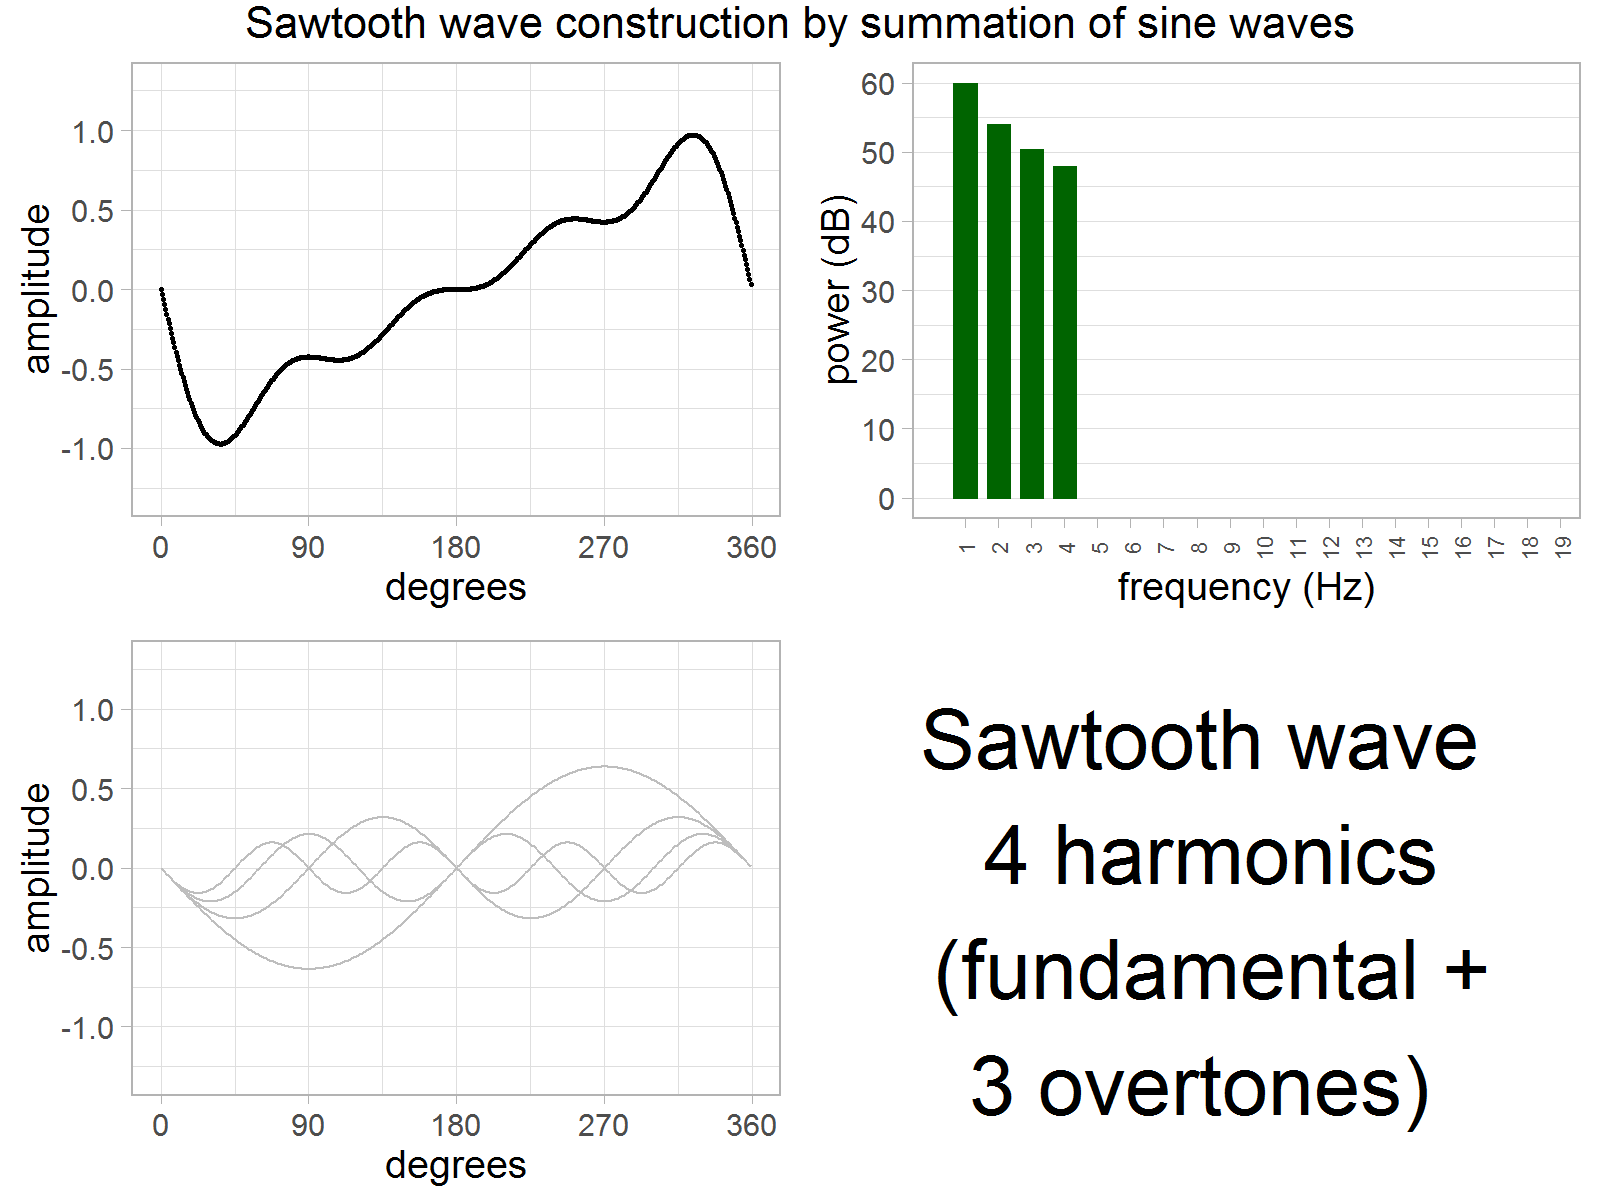 Sawtooth wave construction by summation of sine waves
amplitude
1.0
0.5
0.0
-0.5
-1.0
0 90 180 270 360
degrees
power (dB)
60
50
40
30
20
10
0
1 2 3 4 5 6 7 8 9 10 11 12 13 14 15 16 17 18 19
frequency (Hz)
amplitude
1.0
0.5
0.0
-0.5
-1.0
0 90 180 270 360
degrees
Sawtooth wave
4 harmonics
(fundamental +
3 overtones)